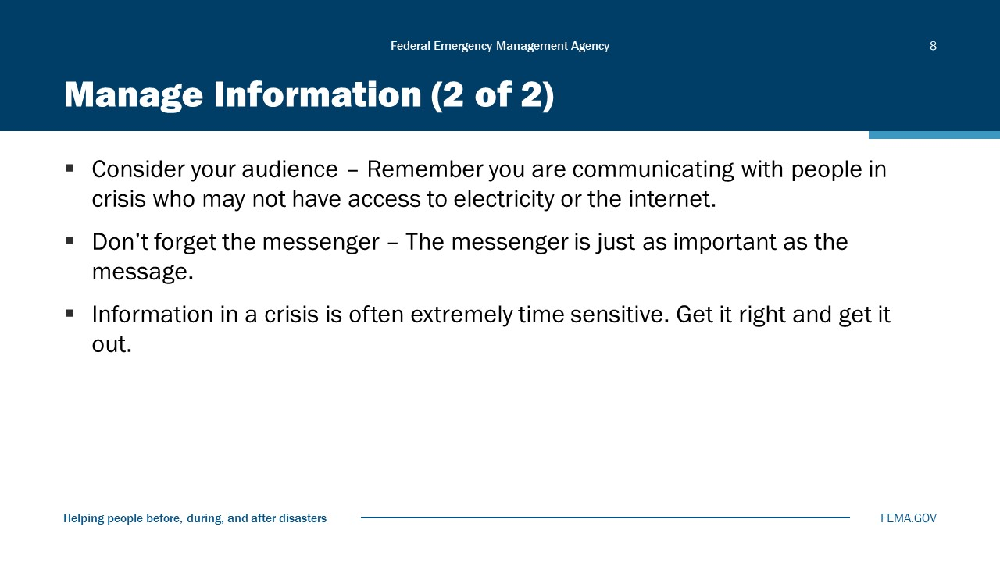 Federal Emergency Management Agency
8
Manage Information (2 of 2)
▪ Consider your audience – Remember you are communicating with people in
crisis who may not have access to electricity or the internet.
▪ Don’t forget the messenger – The messenger is just as important as the
message.
▪ Information in a crisis is often extremely time sensitive. Get it right and get it
out.
Helping people before, during, and after disasters
FEMA.GOV